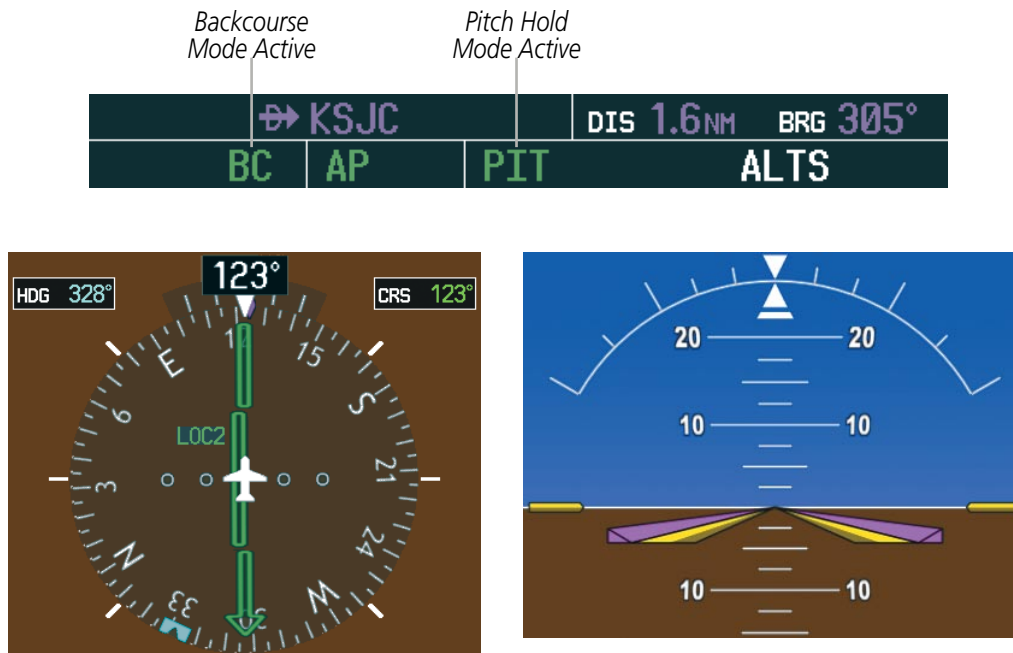 Backcourse
Mode Active
Pitch Hold
Mode Active
KSJC DIS 1.6NM BRG 305°
BC AP PIT ALTS
HDG 328°
123°
CRS 123°
12
15
E
S
6
LOC2
21
3
24
N
W
33
20 20
10 10
10 10